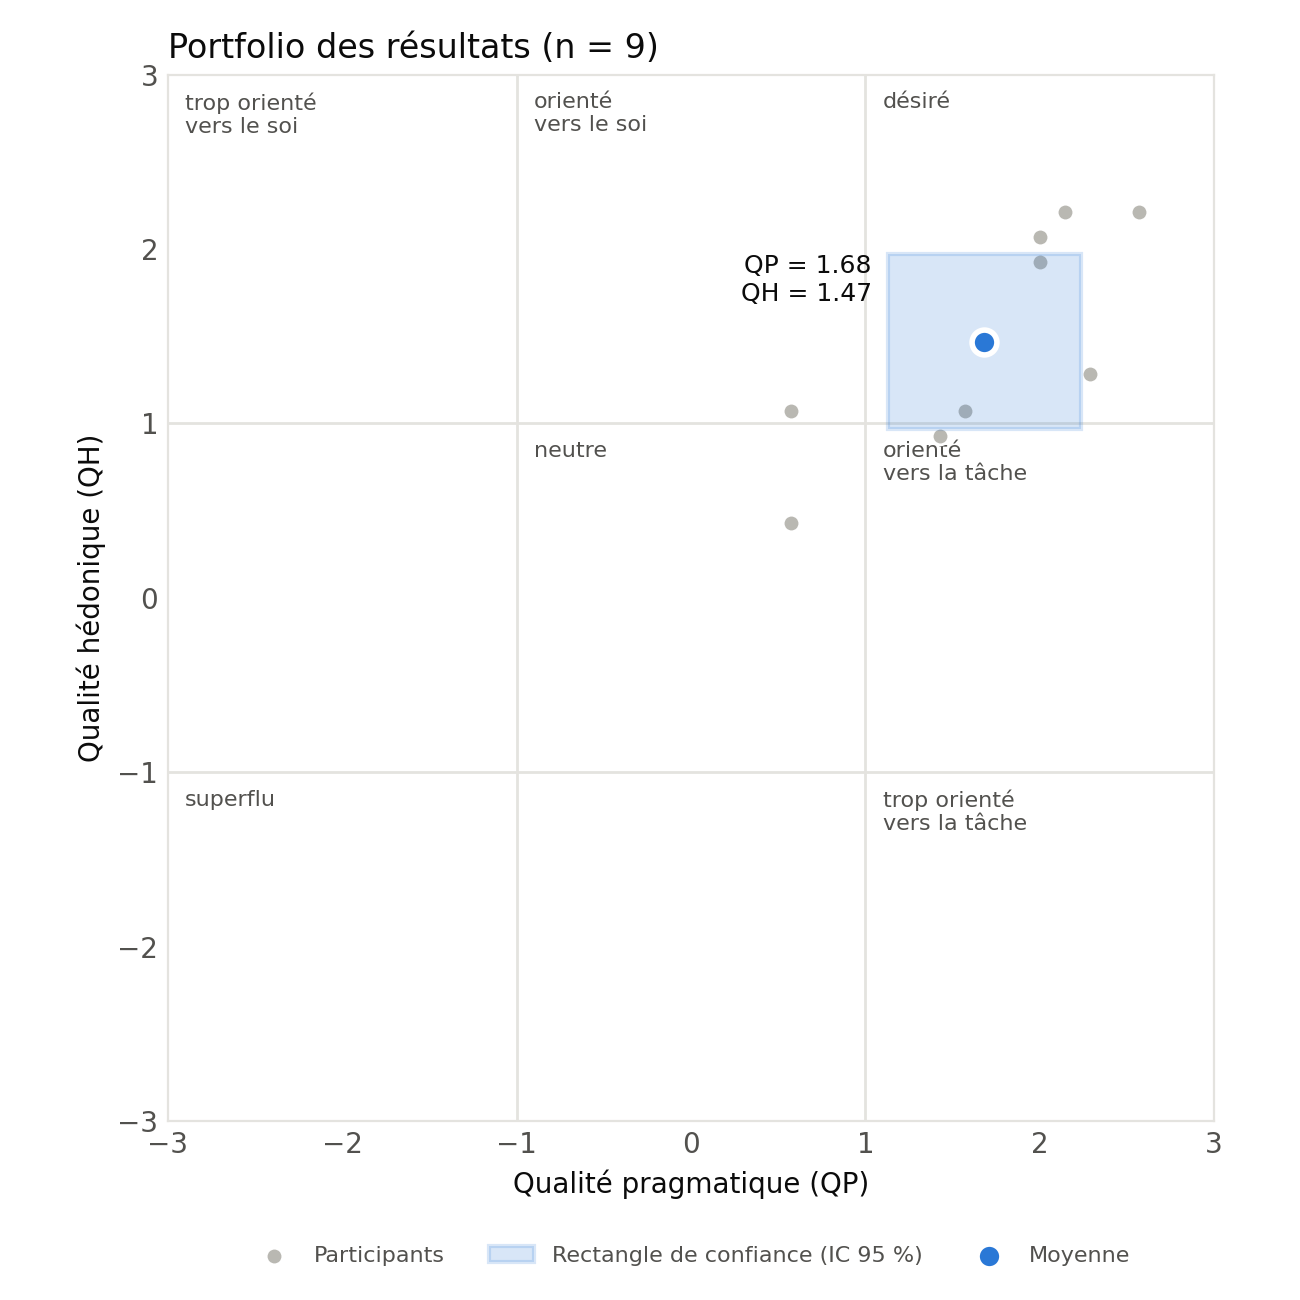 Portfolio des résultats (n = 9)
3
trop orienté
vers le soi
orienté
vers le soi
désiré
2
QP = 1.68
QH = 1.47
1
neutre
orienté
vers la tâche
Qualité hédonique (QH)
0
−1
superflu
trop orienté
vers la tâche
−2
−3
−3
−2
−1
0
1
2
3
Qualité pragmatique (QP)
Participants
Rectangle de confiance (IC 95 %)
Moyenne